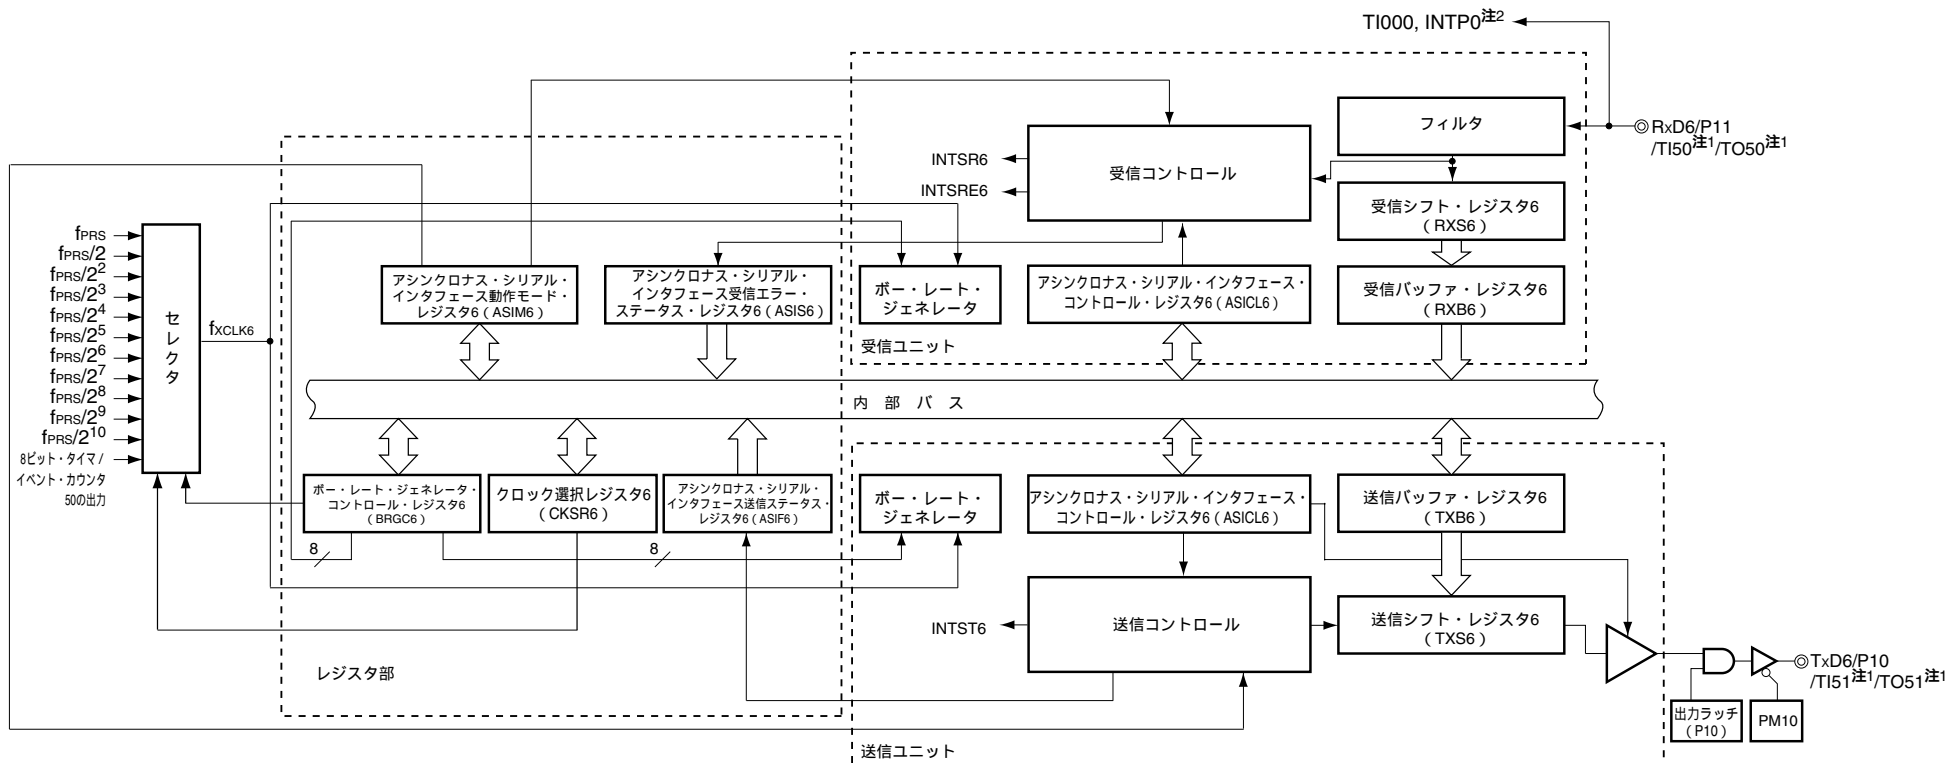 TI000, INTP0注2
フィルタ
RxD6/P11
/TI50注1/TO50注1
INTSR6
INTSRE6
受信コントロール
受信シフト・レジスタ6
(RXS6)
fPRS
fPRS/2
fPRS/2²
fPRS/2³
fPRS/2⁴
fPRS/2⁵
fPRS/2⁶
fPRS/2⁷
fPRS/2⁸
fPRS/2⁹
fPRS/2¹⁰
8ビット・タイマ/
イベント・カウンタ
50の出力
セレクタ
fXCLK6
アシンクロナス・シリアル・
インタフェース動作モード・
レジスタ6(ASIM6)
アシンクロナス・シリアル・
インタフェース受信エラー・
ステータス・レジスタ6(ASIS6)
ボー・レート・
ジェネレータ
アシンクロナス・シリアル・インタフェース・
コントロール・レジスタ6(ASICL6)
受信バッファ・レジスタ6
(RXB6)
受信ユニット
内部バス
ボー・レート・ジェネレータ・
コントロール・レジスタ6
(BRGC6)
クロック選択レジスタ6
(CKSR6)
アシンクロナス・シリアル・
インタフェース送信ステータス・
レジスタ6(ASIF6)
ボー・レート・
ジェネレータ
アシンクロナス・シリアル・インタフェース・
コントロール・レジスタ6(ASICL6)
送信バッファ・レジスタ6
(TXB6)
8
8
INTST6
送信コントロール
送信シフト・レジスタ6
(TXS6)
レジスタ部
TxD6/P10
/TI51注1/TO51注1
出力ラッチ
(P10)
PM10
送信ユニット